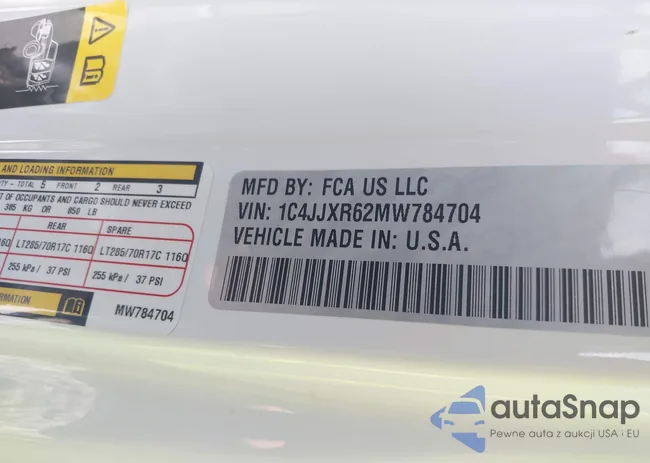 AND LOADING INFORMATION
TOTAL 5 FRONT 2 REAR 3
T OF OCCUPANTS AND CARGO SHOULD NEVER EXCEED
385 KG OR 850 LB
REAR SPARE
LT285/70R17C 116Q LT285/70R17C 116Q
255 kPa / 37 PSI 255 kPa / 37 PSI
MW784704
MFD BY: FCA US LLC
VIN: 1C4JJXR62MW784704
VEHICLE MADE IN: U.S.A.
autaSnap
Pewne auta z aukcji USA i EU